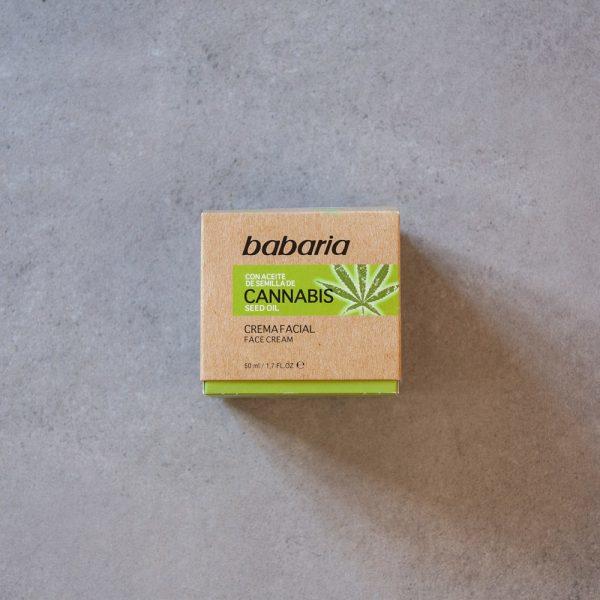 babaria
CON ACEITE
DE SEMILLA DE
CANNABIS
SEED OIL
CREMA FACIAL
FACE CREAM
50 ml / 1,7 FL.OZ ℮